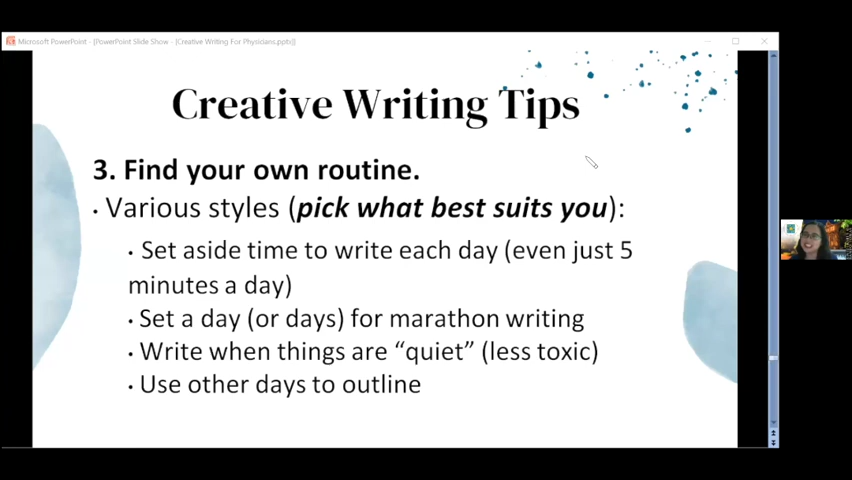 Microsoft PowerPoint - [PowerPoint Slide Show - [Creative Writing For Physicians.pptx]]
Creative Writing Tips
3. Find your own routine.
• Various styles (pick what best suits you):
• Set aside time to write each day (even just 5
minutes a day)
• Set a day (or days) for marathon writing
• Write when things are “quiet” (less toxic)
• Use other days to outline